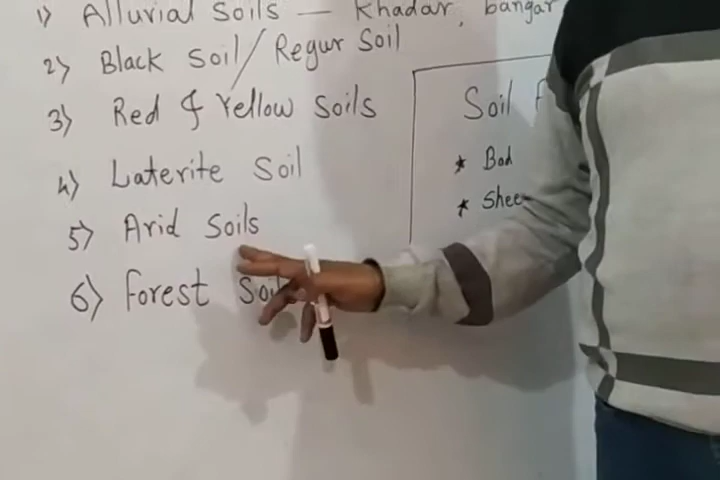 1) Alluvial Soils — Khadar, bangar
2) Black Soil/Regur Soil
3) Red & Yellow Soils
4) Laterite Soil
5) Arid Soils
6) Forest Soil
Soil
* Bad
* Shee